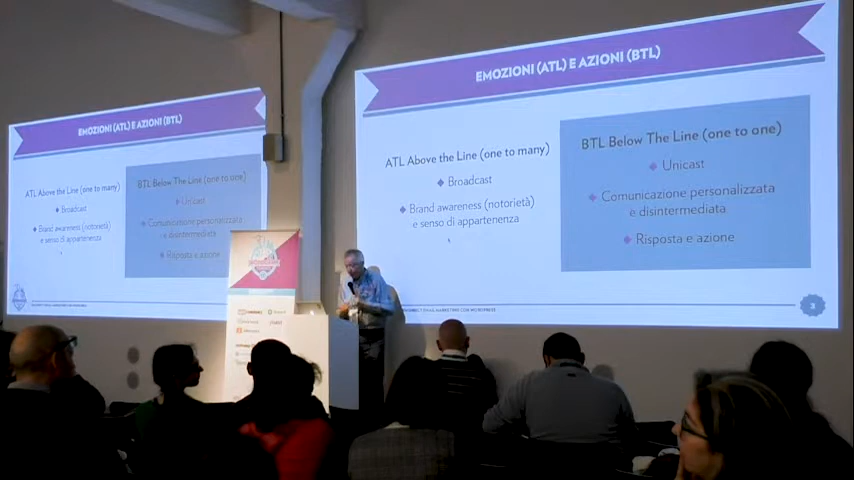 EMOZIONI (ATL) E AZIONI (BTL)
ATL Above the Line (one to many)
Broadcast
Brand awareness (notorietà)
e senso di appartenenza
BTL Below The Line (one to one)
Unicast
Comunicazione personalizzata
e disintermediata
Risposta e azione
EMOZIONI (ATL) E AZIONI (BTL)
ATL Above the Line (one to many)
Broadcast
Brand awareness (notorietà)
e senso di appartenenza
BTL Below The Line (one to one)
Unicast
Comunicazione personalizzata
e disintermediata
Risposta e azione